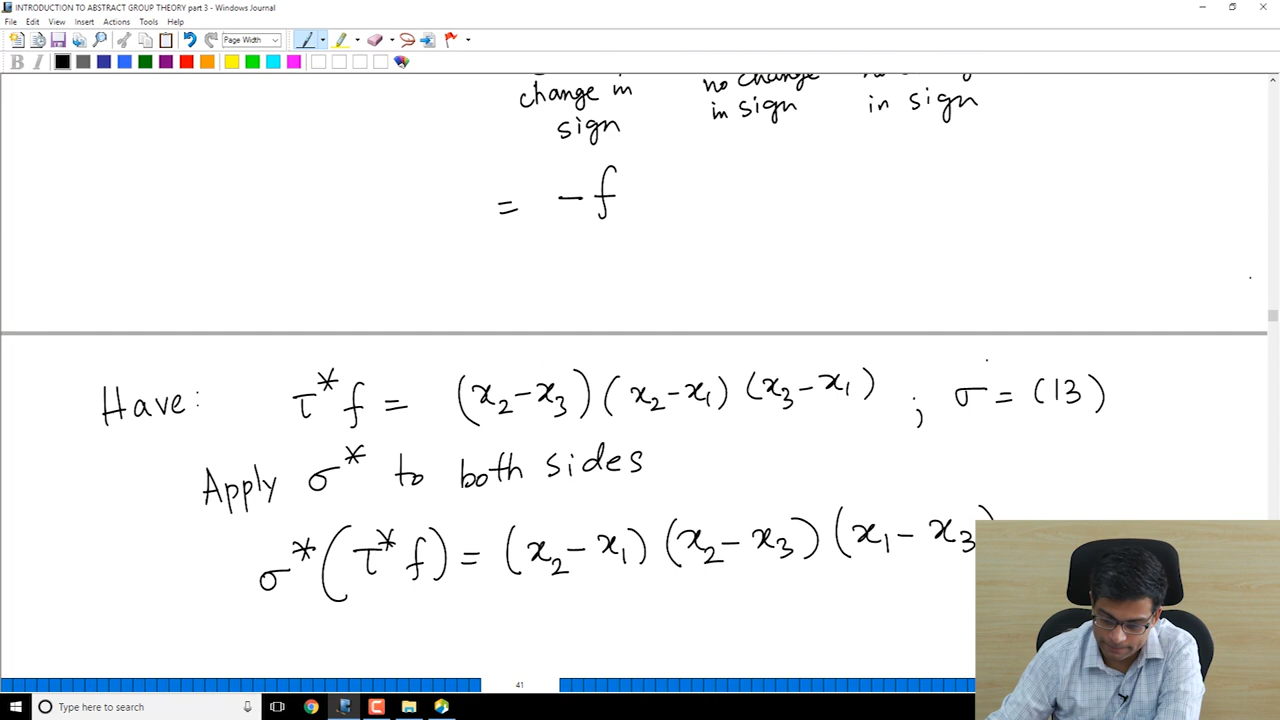 INTRODUCTION TO ABSTRACT GROUP THEORY part 3 - Windows Journal
File Edit View Insert Actions Tools Help
Page Width
B I
change in
sign
no change
in sign
in sign
= -f
Have: τ*f = (x₂-x₃)(x₂-x₁)(x₃-x₁) ; σ = (13)
Apply σ* to both sides
σ*(τ*f) = (x₂-x₁)(x₂-x₃)(x₁-x₃
41
Type here to search